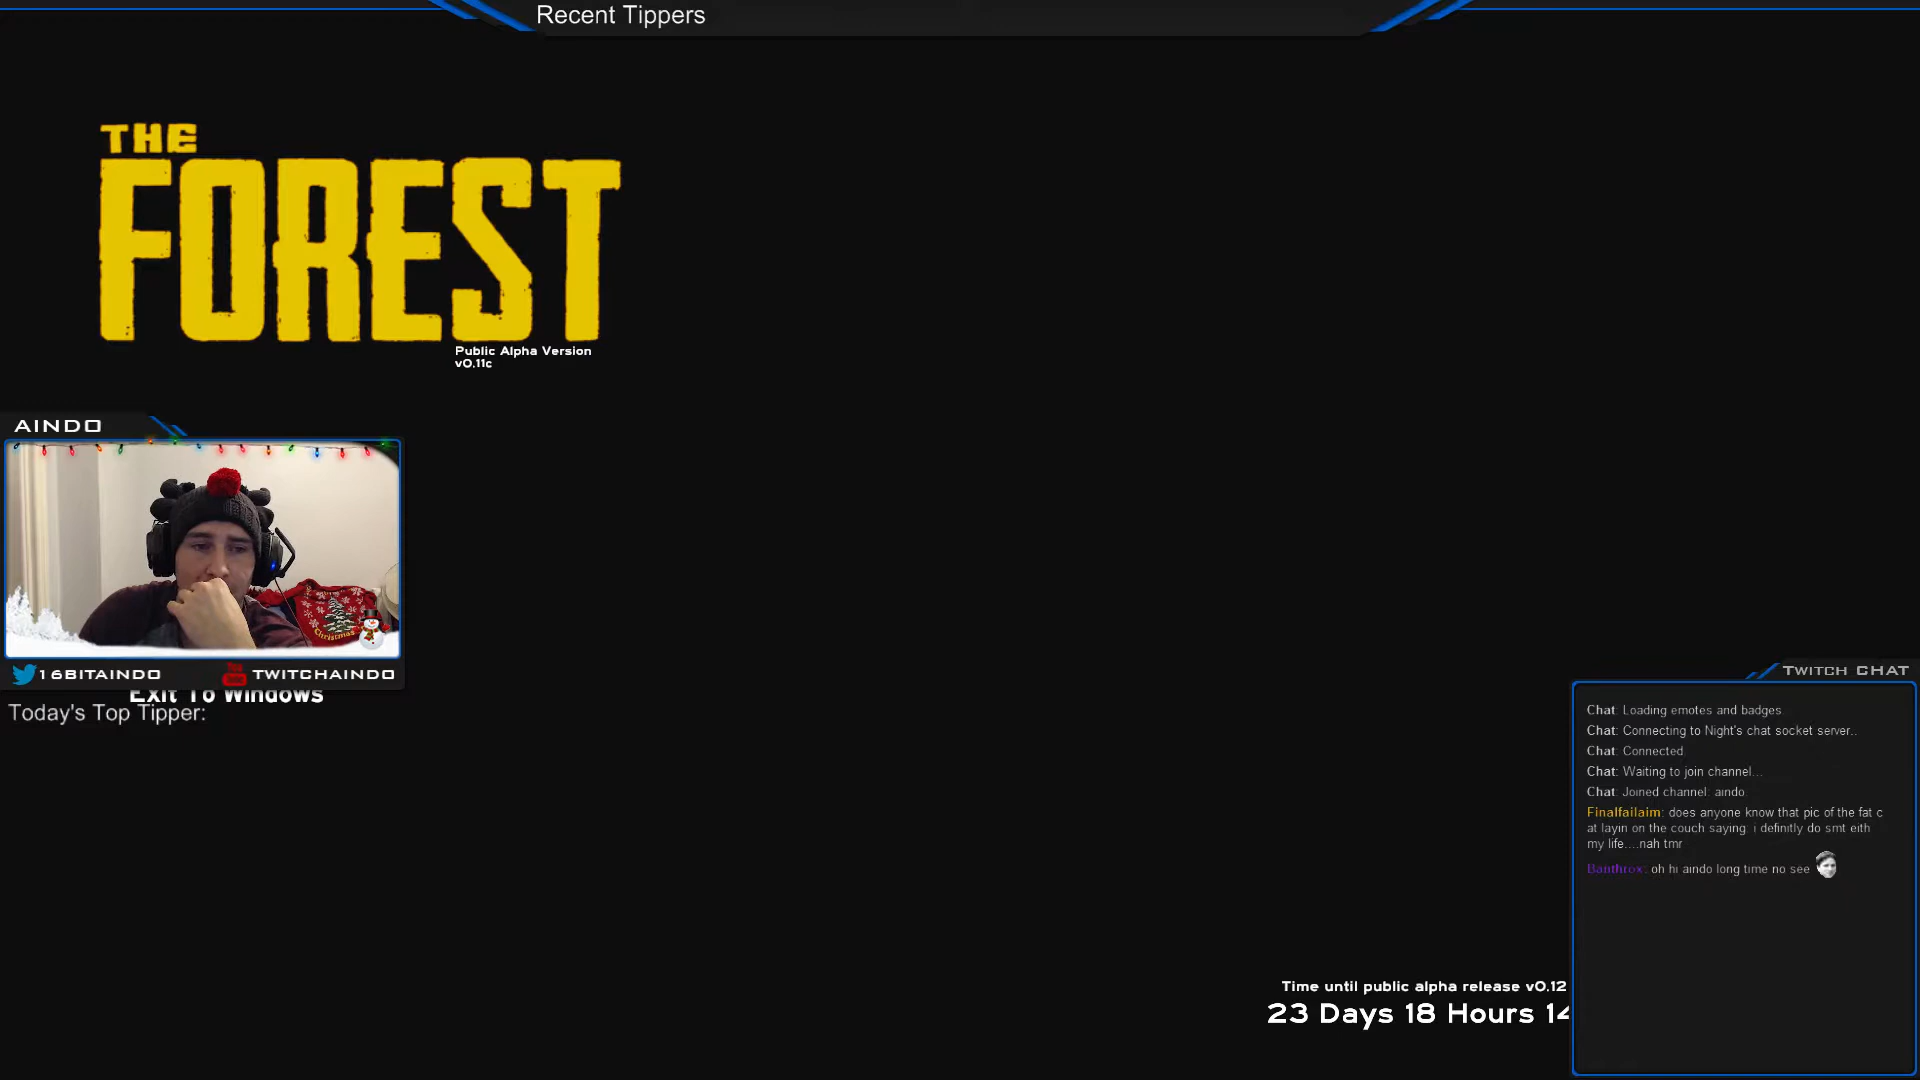 Recent Tippers
THE
FOREST
Public Alpha Version
v0.11c
AINDO
Christmas
16BITAINDO
TWITCHAINDO
Exit To Windows
Today's Top Tipper:
TWITCH CHAT
Chat: Loading emotes and badges.
Chat: Connecting to Night's chat socket server..
Chat: Connected.
Chat: Waiting to join channel...
Chat: Joined channel: aindo.
Finalfailaim: does anyone know that pic of the fat c
at layin on the couch saying: i definitly do smt eith
my life....nah tmr
Banthrox: oh hi aindo long time no see
Time until public alpha release v0.12
23 Days 18 Hours 14